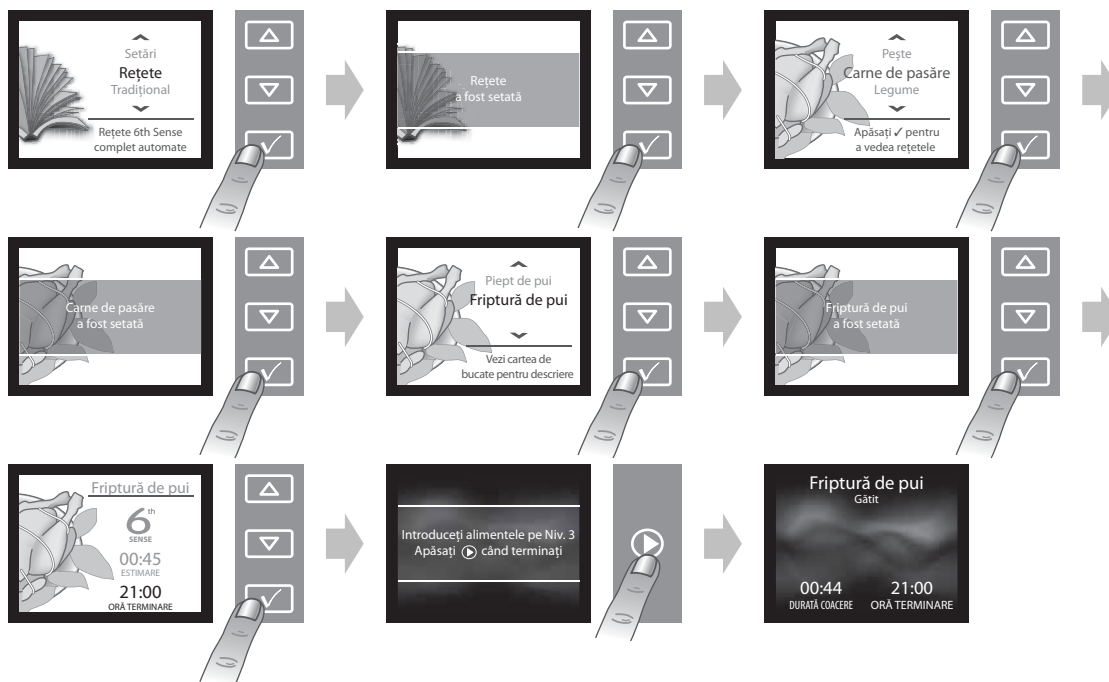 Setări
Rețete
Tradițional
Rețete 6th Sense
complet automate
Rețete
a fost setată
Pește
Carne de pasăre
Legume
Apăsați ✓ pentru
a vedea rețetele
Carne de pasăre
a fost setată
Piept de pui
Friptură de pui
Vezi cartea de
bucate pentru descriere
Friptură de pui
a fost setată
Friptură de pui
6th
SENSE
00:45
ESTIMARE
21:00
ORĂ TERMINARE
Introduceți alimentele pe Niv. 3
Apăsați când terminați
Friptură de pui
Gătit
00:44 21:00
DURATĂ COACERE ORĂ TERMINARE